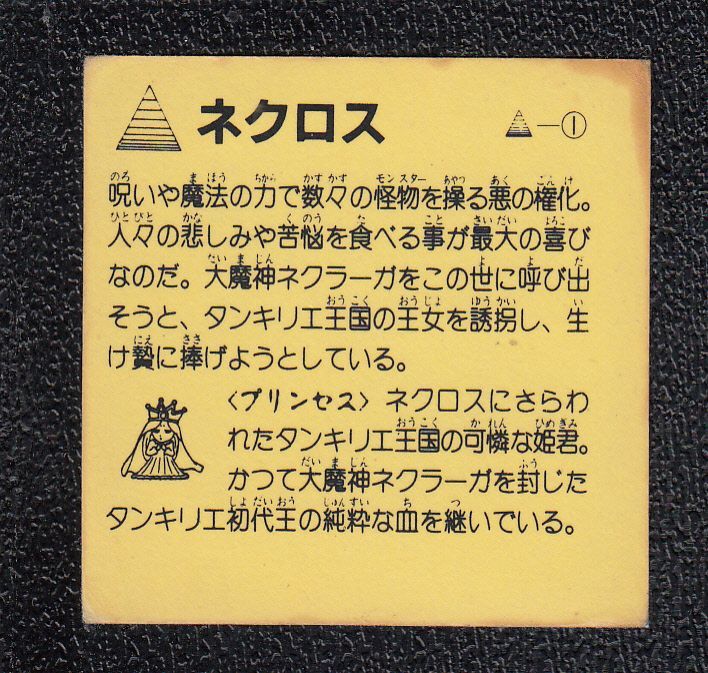 ネクロス
▲－①
呪いや魔法の力で数々の怪物を操る悪の権化。
人々の悲しみや苦悩を食べる事が最大の喜び
なのだ。大魔神ネクラーガをこの世に呼び出
そうと、タンキリエ王国の王女を誘拐し、生
け贄に捧げようとしている。
〈プリンセス〉ネクロスにさらわ
れたタンキリエ王国の可憐な姫君。
かつて大魔神ネクラーガを封じた
タンキリエ初代王の純粋な血を継いでいる。